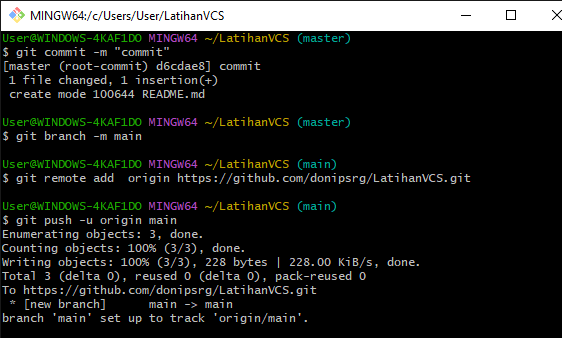 MINGW64:/c/Users/User/LatihanVCS
User@WINDOWS-4KAF1DO MINGW64 ~/LatihanVCS (master)
$ git commit -m "commit"
[master (root-commit) d6cdae8] commit
 1 file changed, 1 insertion(+)
 create mode 100644 README.md
User@WINDOWS-4KAF1DO MINGW64 ~/LatihanVCS (master)
$ git branch -m main
User@WINDOWS-4KAF1DO MINGW64 ~/LatihanVCS (main)
$ git remote add  origin https://github.com/donipsrg/LatihanVCS.git
User@WINDOWS-4KAF1DO MINGW64 ~/LatihanVCS (main)
$ git push -u origin main
Enumerating objects: 3, done.
Counting objects: 100% (3/3), done.
Writing objects: 100% (3/3), 228 bytes | 228.00 KiB/s, done.
Total 3 (delta 0), reused 0 (delta 0), pack-reused 0
To https://github.com/donipsrg/LatihanVCS.git
 * [new branch]      main -> main
branch 'main' set up to track 'origin/main'.